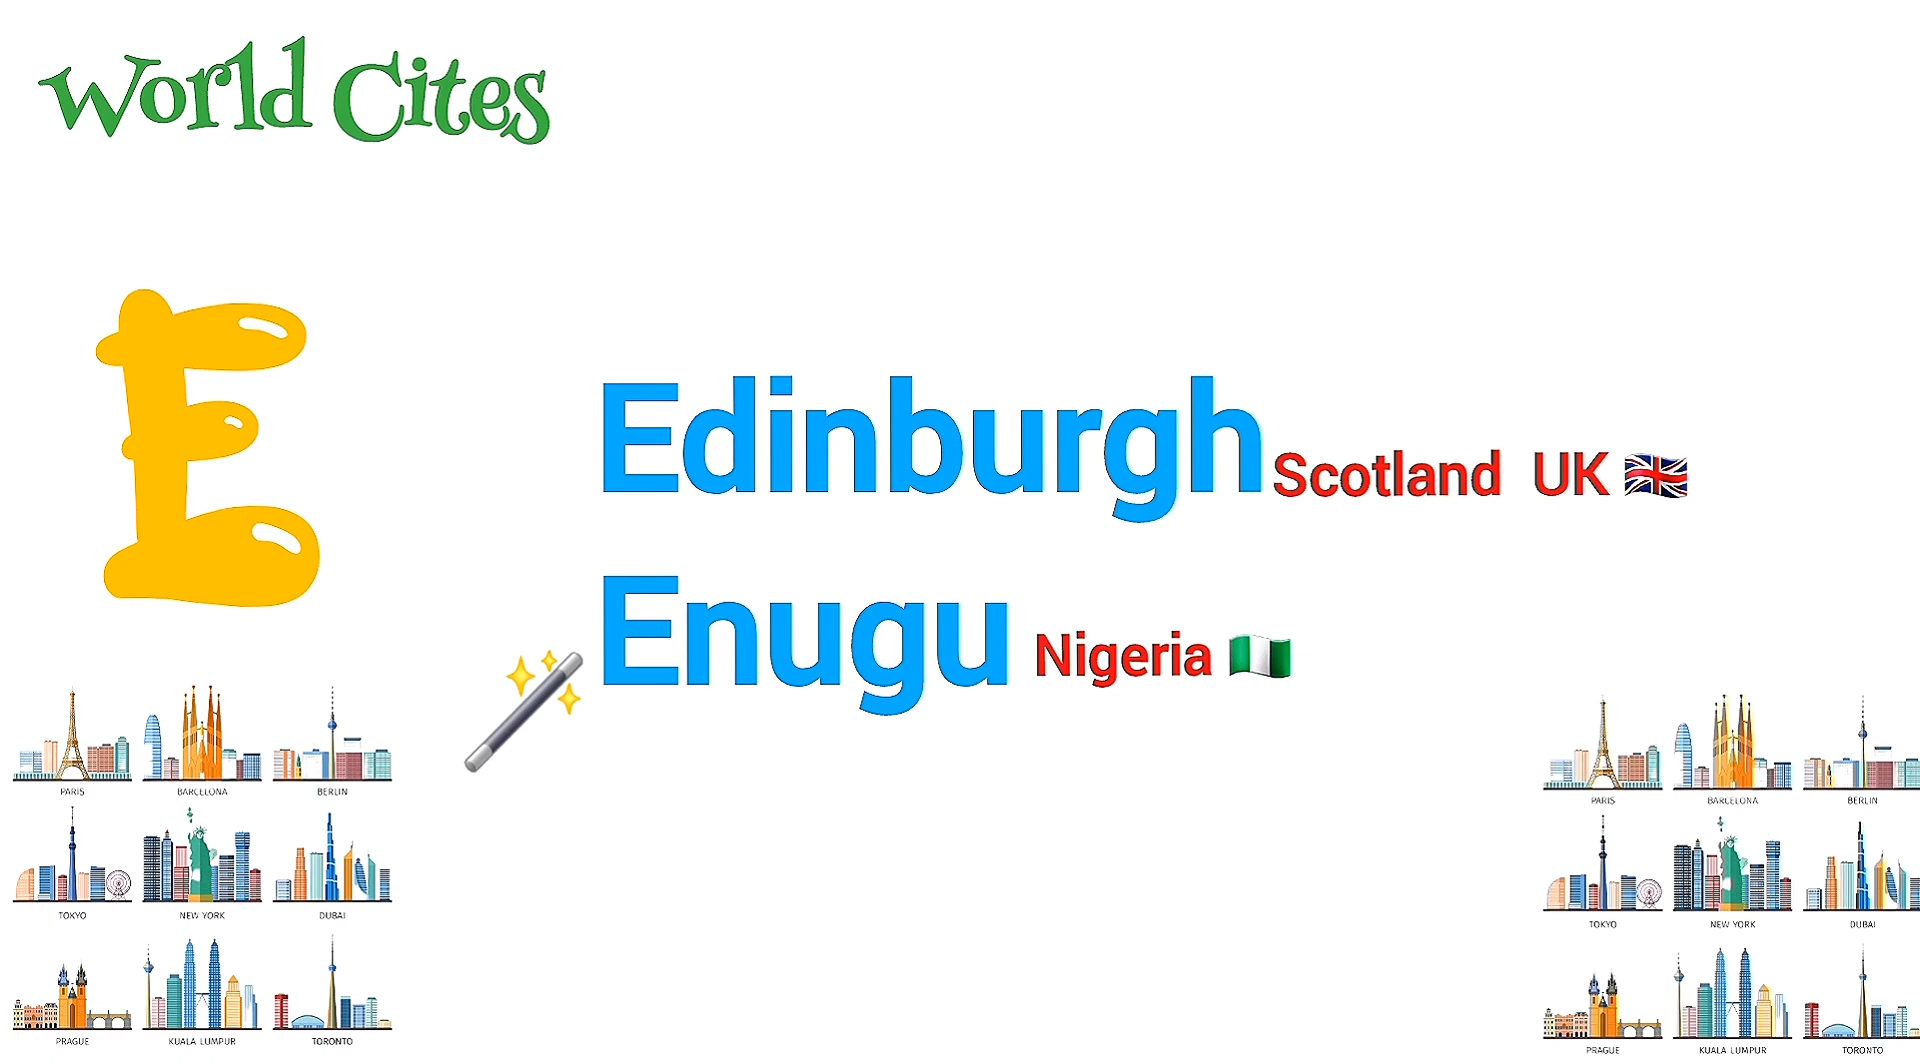 World Cites
E
Edinburgh Scotland UK
Enugu Nigeria
PARIS BARCELONA BERLIN
TOKYO NEW YORK DUBAI
PRAGUE KUALA LUMPUR TORONTO
PARIS BARCELONA BERLIN
TOKYO NEW YORK DUBAI
PRAGUE KUALA LUMPUR TORONTO